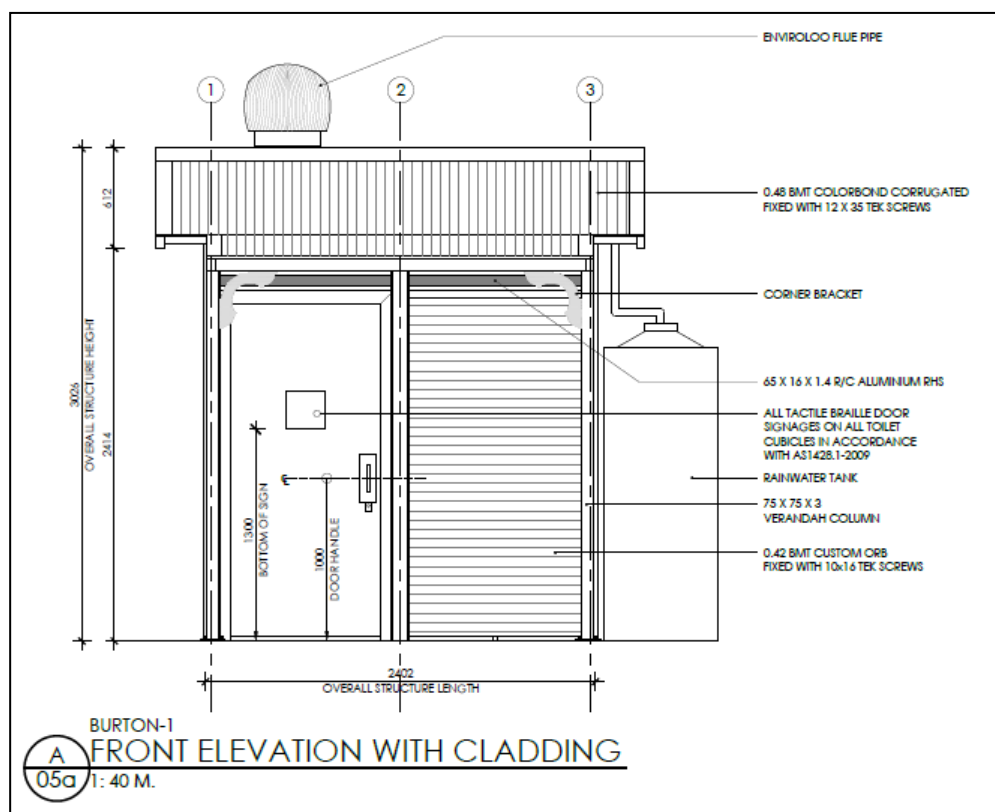 ENVIROLOO FLUE PIPE
1
2
3
612
0.48 BMT COLORBOND CORRUGATED
FIXED WITH 12 X 35 TEK SCREWS
CORNER BRACKET
3026
OVERALL STRUCTURE HEIGHT
2414
65 X 16 X 1.4 R/C ALUMINIUM RHS
ALL TACTILE BRAILLE DOOR
SIGNAGES ON ALL TOILET
CUBICLES IN ACCORDANCE
WITH AS1428.1-2009
RAINWATER TANK
75 X 75 X 3
VERANDAH COLUMN
1300
BOTTOM OF SIGN
1000
DOOR HANDLE
0.42 BMT CUSTOM ORB
FIXED WITH 10x16 TEK SCREWS
2402
OVERALL STRUCTURE LENGTH
BURTON-1
A
FRONT ELEVATION WITH CLADDING
05a
1: 40 M.